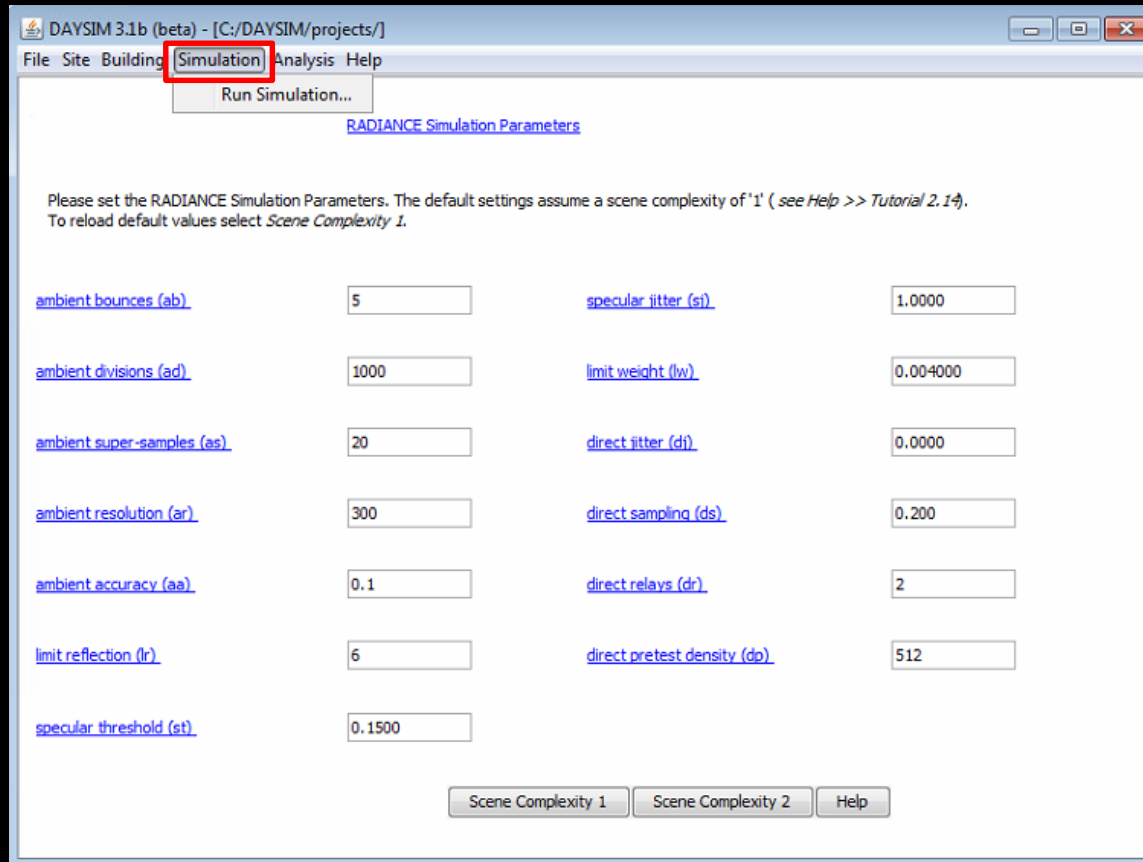 DAYSIM 3.1b (beta) - [C:/DAYSIM/projects/]
File Site Building Simulation Analysis Help
Run Simulation...
RADIANCE Simulation Parameters
Please set the RADIANCE Simulation Parameters. The default settings assume a scene complexity of '1' ( see Help >> Tutorial 2.14).
To reload default values select Scene Complexity 1.
ambient bounces (ab) 5 specular jitter (sj) 1.0000
ambient divisions (ad) 1000 limit weight (lw) 0.004000
ambient super-samples (as) 20 direct jitter (dj) 0.0000
ambient resolution (ar) 300 direct sampling (ds) 0.200
ambient accuracy (aa) 0.1 direct relays (dr) 2
limit reflection (lr) 6 direct pretest density (dp) 512
specular threshold (st) 0.1500
Scene Complexity 1 Scene Complexity 2 Help